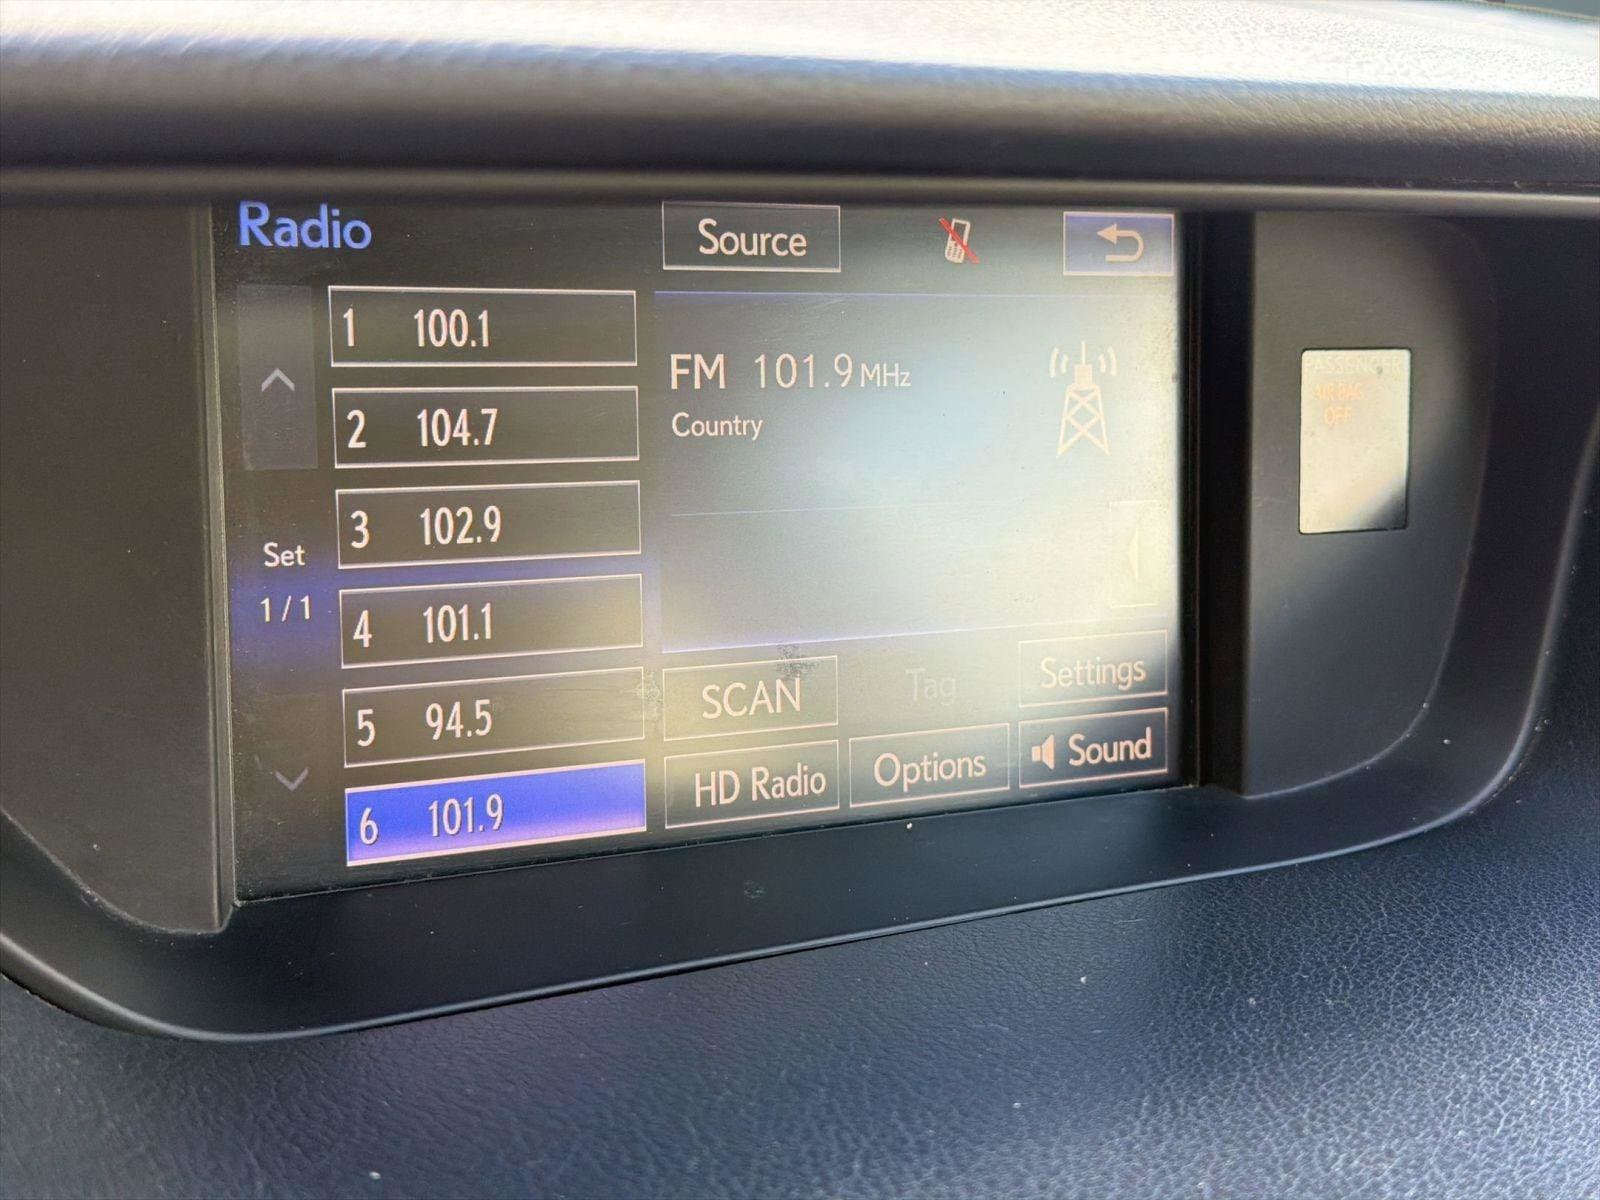 Radio
Source
1 100.1
2 104.7
3 102.9
4 101.1
5 94.5
6 101.9
Set
1 / 1
FM 101.9 MHz
Country
SCAN
Tag
Settings
HD Radio
Options
Sound
PASSENGER
AIR BAG
OFF